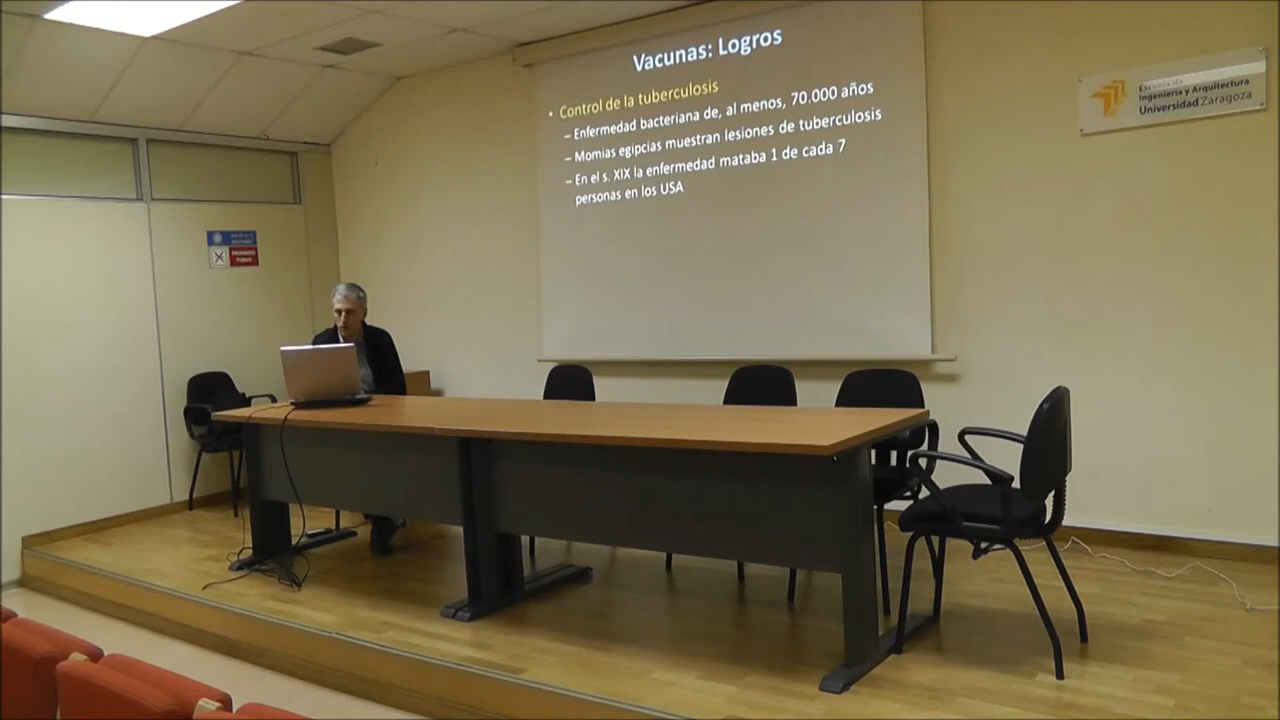 Vacunas: Logros
• Control de la tuberculosis
– Enfermedad bacteriana de, al menos, 70.000 años
– Momias egipcias muestran lesiones de tuberculosis
– En el s. XIX la enfermedad mataba 1 de cada 7
personas en los USA
Escuela de
Ingeniería y Arquitectura
Universidad Zaragoza